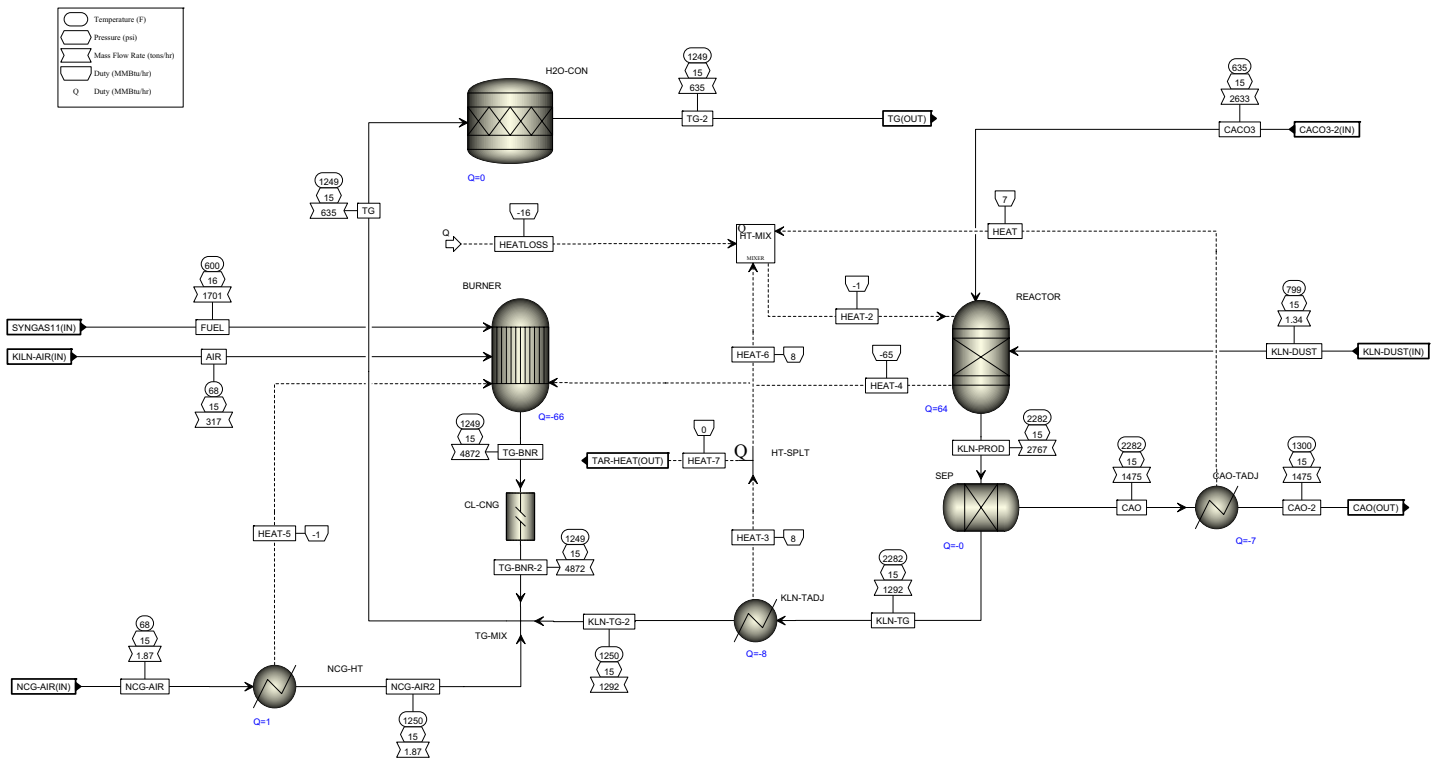 Temperature (F)
Pressure (psi)
Mass Flow Rate (tons/hr)
Duty (MMBtu/hr)
Q Duty (MMBtu/hr)
H2O-CON
Q=0
1249
15
635
TG-2
TG(OUT)
635
15
2633
CACO3
CACO3-2(IN)
1249
15
635
TG
Q
-16
HEATLOSS
Q
HT-MIX
MIXER
7
HEAT
600
16
1701
SYNGAS11(IN)
FUEL
KILN-AIR(IN)
AIR
68
15
317
BURNER
Q=-66
-1
HEAT-2
REACTOR
Q=64
799
15
1.34
KLN-DUST
KLN-DUST(IN)
HEAT-6
8
-65
HEAT-4
1249
15
4872
TG-BNR
0
TAR-HEAT(OUT)
HEAT-7
Q
HT-SPLT
KLN-PROD
2282
15
2767
SEP
Q=-0
2282
15
1475
CAO
CAO-TADJ
Q=-7
1300
15
1475
CAO-2
CAO(OUT)
CL-CNG
HEAT-5
-1
HEAT-3
8
TG-BNR-2
1249
15
4872
2282
15
1292
KLN-TG
KLN-TADJ
Q=-8
KLN-TG-2
1250
15
1292
TG-MIX
68
15
1.87
NCG-AIR(IN)
NCG-AIR
NCG-HT
Q=1
NCG-AIR2
1250
15
1.87